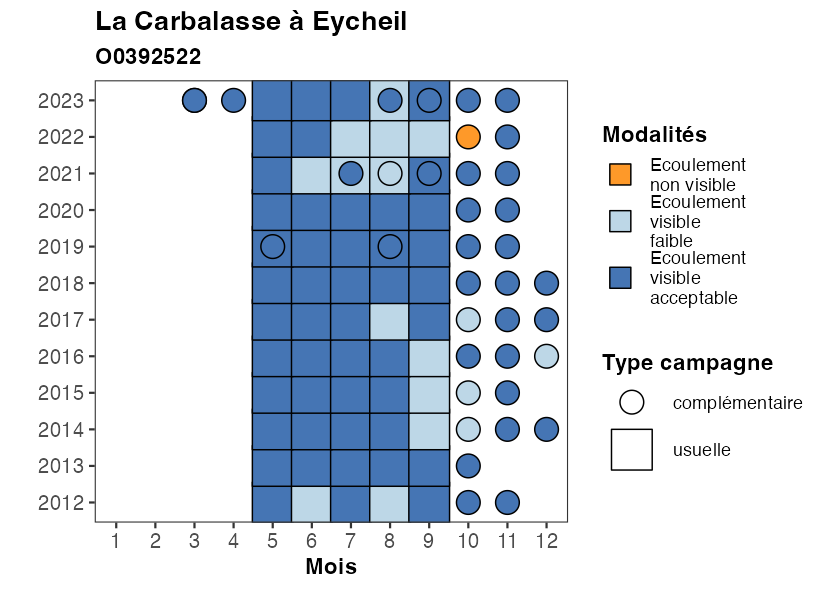 La Carbalasse à Eycheil
O0392522
2023
2022
2021
2020
2019
2018
2017
2016
2015
2014
2013
2012
1 2 3 4 5 6 7 8 9 10 11 12
Mois
Modalités
Ecoulement
non visible
Ecoulement
visible
faible
Ecoulement
visible
acceptable
Type campagne
complémentaire
usuelle